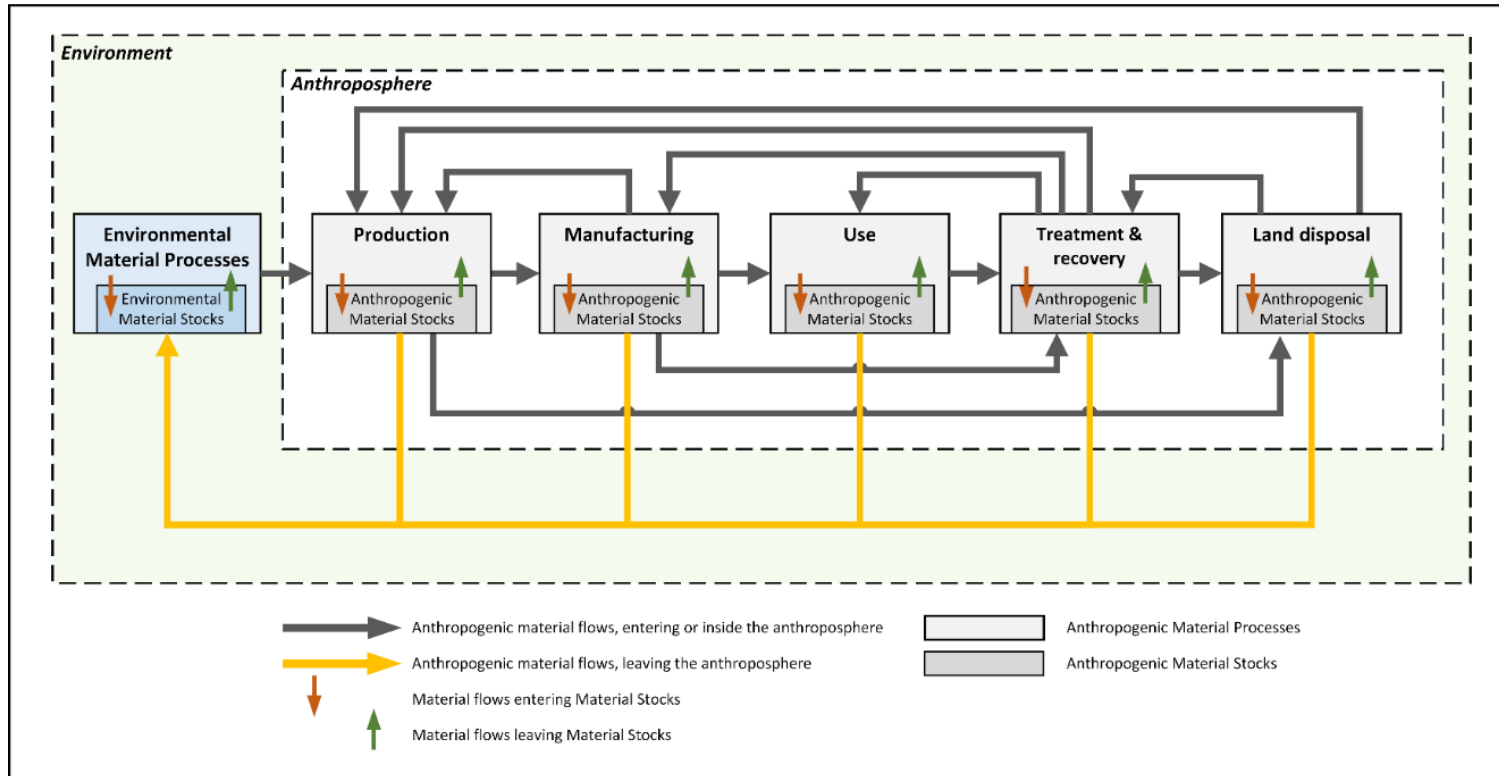 Environment
Anthroposphere
Environmental
Material Processes
Environmental
Material Stocks
Production
Anthropogenic
Material Stocks
Manufacturing
Anthropogenic
Material Stocks
Use
Anthropogenic
Material Stocks
Treatment &
recovery
Anthropogenic
Material Stocks
Land disposal
Anthropogenic
Material Stocks
Anthropogenic material flows, entering or inside the anthroposphere
Anthropogenic material flows, leaving the anthroposphere
Material flows entering Material Stocks
Material flows leaving Material Stocks
Anthropogenic Material Processes
Anthropogenic Material Stocks